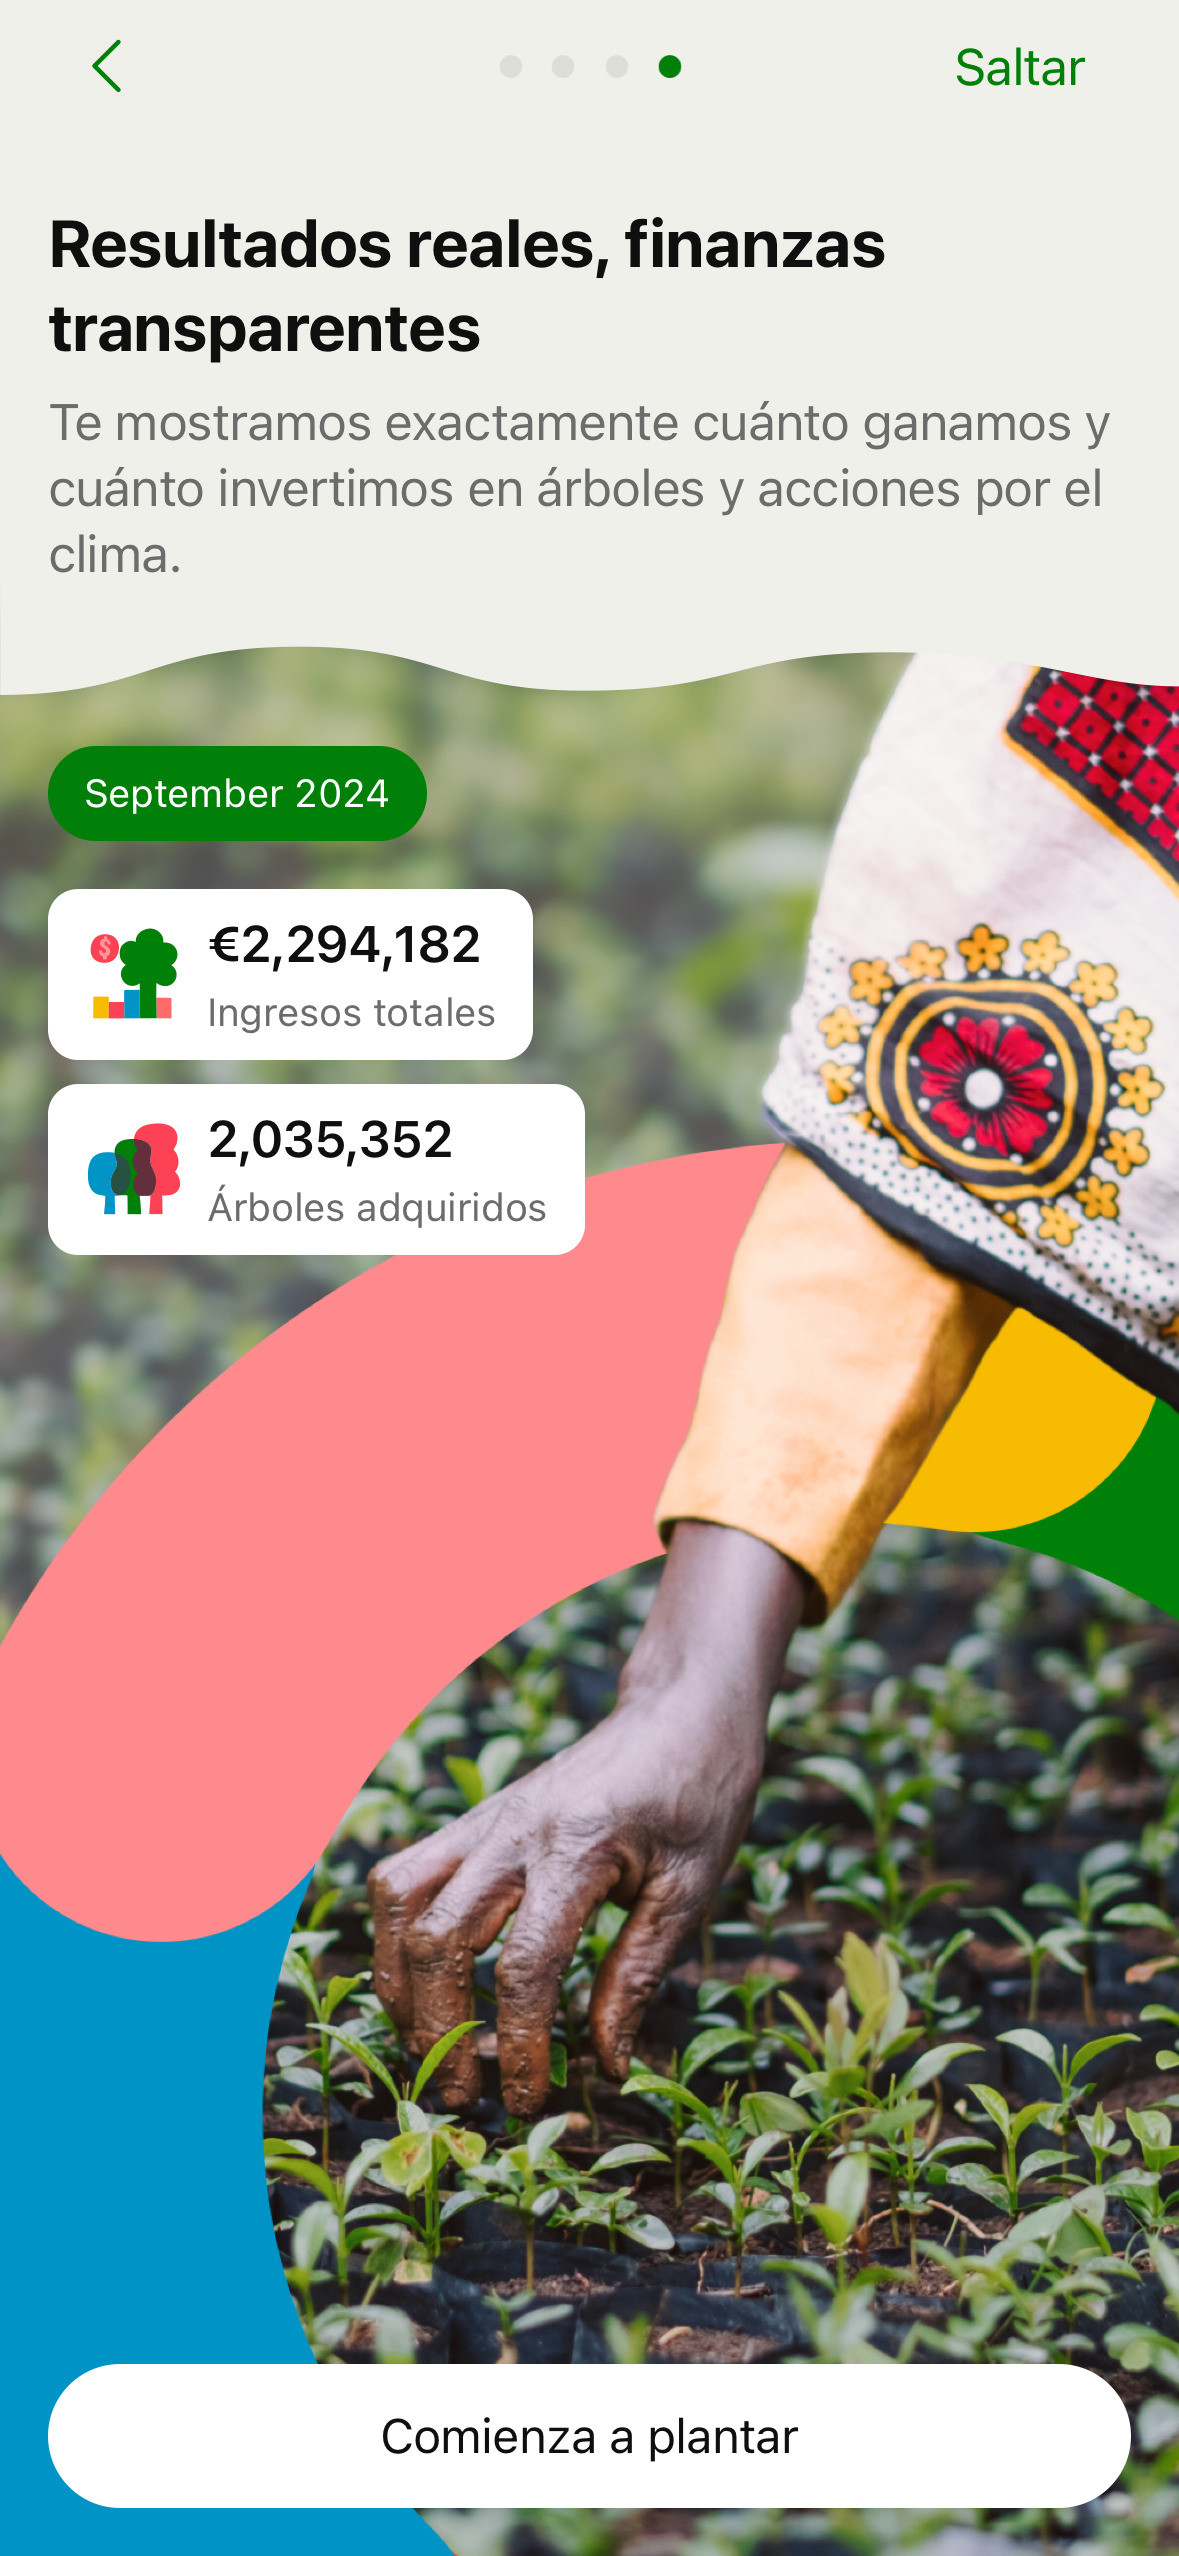 Saltar
Resultados reales, finanzas
transparentes
Te mostramos exactamente cuánto ganamos y
cuánto invertimos en árboles y acciones por el
clima.
September 2024
€2,294,182
Ingresos totales
2,035,352
Árboles adquiridos
Comienza a plantar